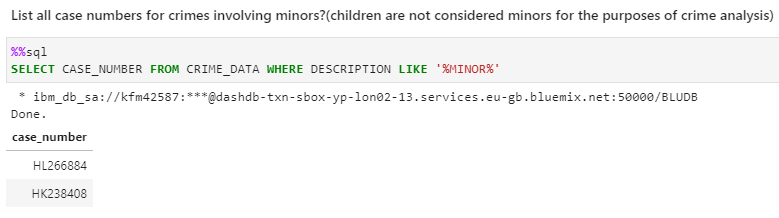 List all case numbers for crimes involving minors?(children are not considered minors for the purposes of crime analysis)
%%sql
SELECT CASE_NUMBER FROM CRIME_DATA WHERE DESCRIPTION LIKE '%MINOR%'
* ibm_db_sa://kfm42587:***@dashdb-txn-sbox-yp-lon02-13.services.eu-gb.bluemix.net:50000/BLUDB
Done.
case_number
HL266884
HK238408